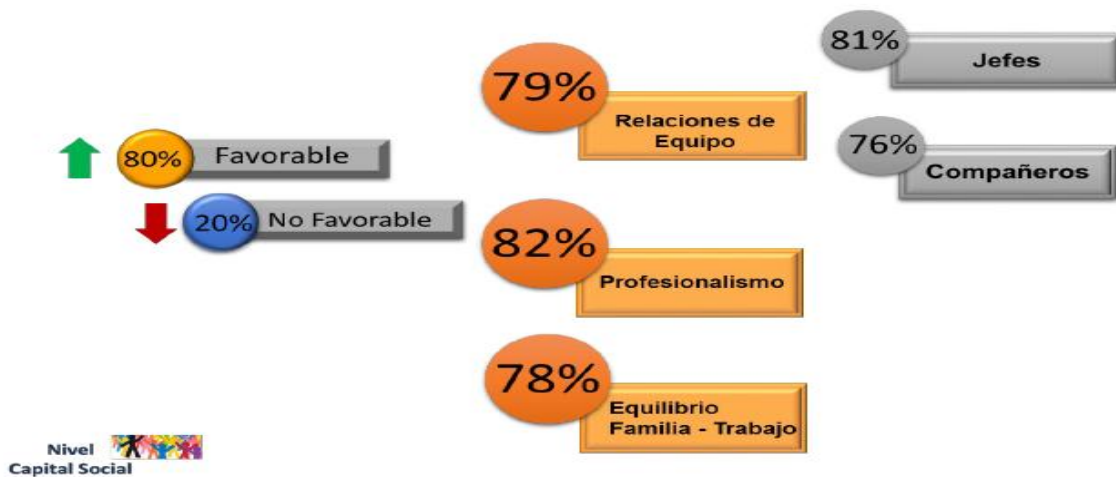 80% Favorable
20% No Favorable
79%
Relaciones de
Equipo
82%
Profesionalismo
78%
Equilibrio
Familia - Trabajo
81%
Jefes
76%
Compañeros
Nivel
Capital Social